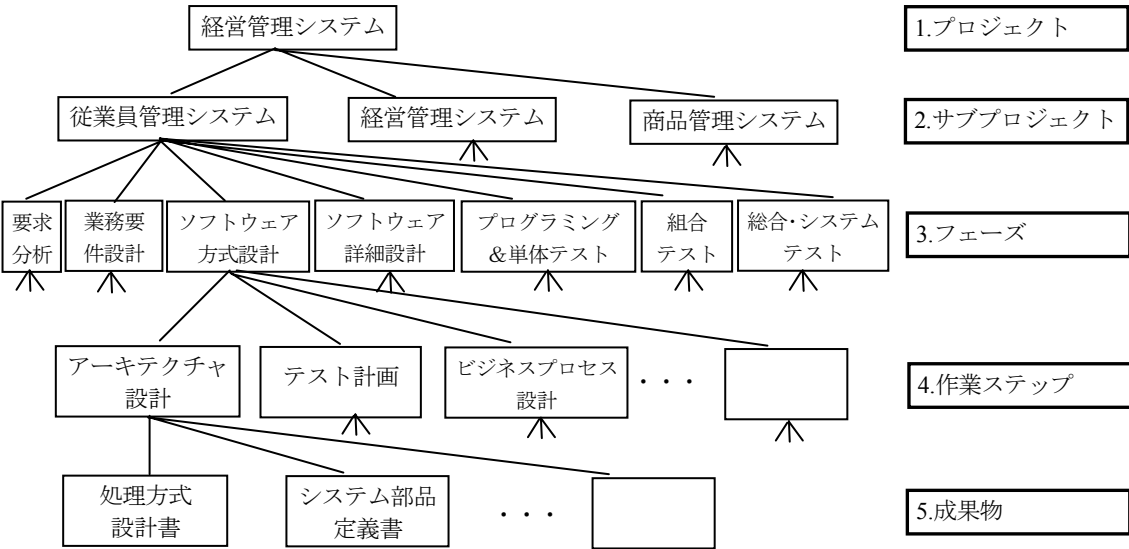 経営管理システム
1.プロジェクト
従業員管理システム
経営管理システム
商品管理システム
2.サブプロジェクト
要求
分析
業務要
件設計
ソフトウェア
方式設計
ソフトウェア
詳細設計
プログラミング
&単体テスト
組合
テスト
総合・システム
テスト
3.フェーズ
アーキテクチャ
設計
テスト計画
ビジネスプロセス
設計
・・・
4.作業ステップ
処理方式
設計書
システム部品
定義書
・・・
5.成果物